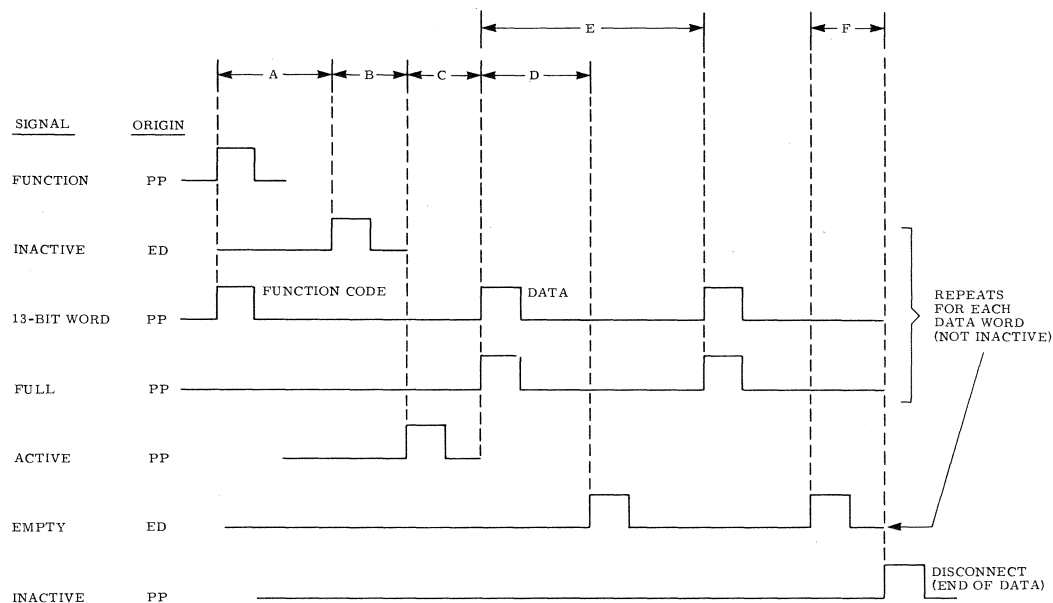 E
F
A
B
C
D
SIGNAL ORIGIN
FUNCTION PP
INACTIVE ED
FUNCTION CODE DATA
13-BIT WORD PP
REPEATS
FOR EACH
DATA WORD
(NOT INACTIVE)
FULL PP
ACTIVE PP
EMPTY ED
DISCONNECT
(END OF DATA)
INACTIVE PP